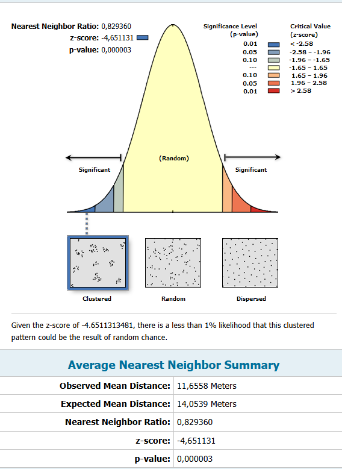 Nearest Neighbor Ratio: 0,829360
z-score: -4,651131
p-value: 0,000003
Significance Level
(p-value)
Critical Value
(z-score)
0.01 < -2.58
0.05 -2.58 - -1.96
0.10 -1.96 - -1.65
--- -1.65 - 1.65
0.10 1.65 - 1.96
0.05 1.96 - 2.58
0.01 > 2.58
(Random)
Significant Significant
Clustered Random Dispersed
Given the z-score of -4.6511313481, there is a less than 1% likelihood that this clustered
pattern could be the result of random chance.
Average Nearest Neighbor Summary
Observed Mean Distance: 11,6558 Meters
Expected Mean Distance: 14,0539 Meters
Nearest Neighbor Ratio: 0,829360
z-score: -4,651131
p-value: 0,000003